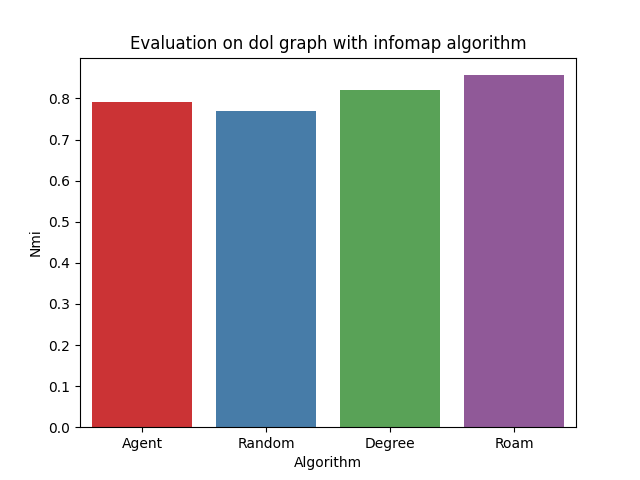 Evaluation on dol graph with infomap algorithm
0.8
0.7
0.6
0.5
0.4
0.3
0.2
0.1
0.0
Nmi
Agent
Random
Degree
Roam
Algorithm